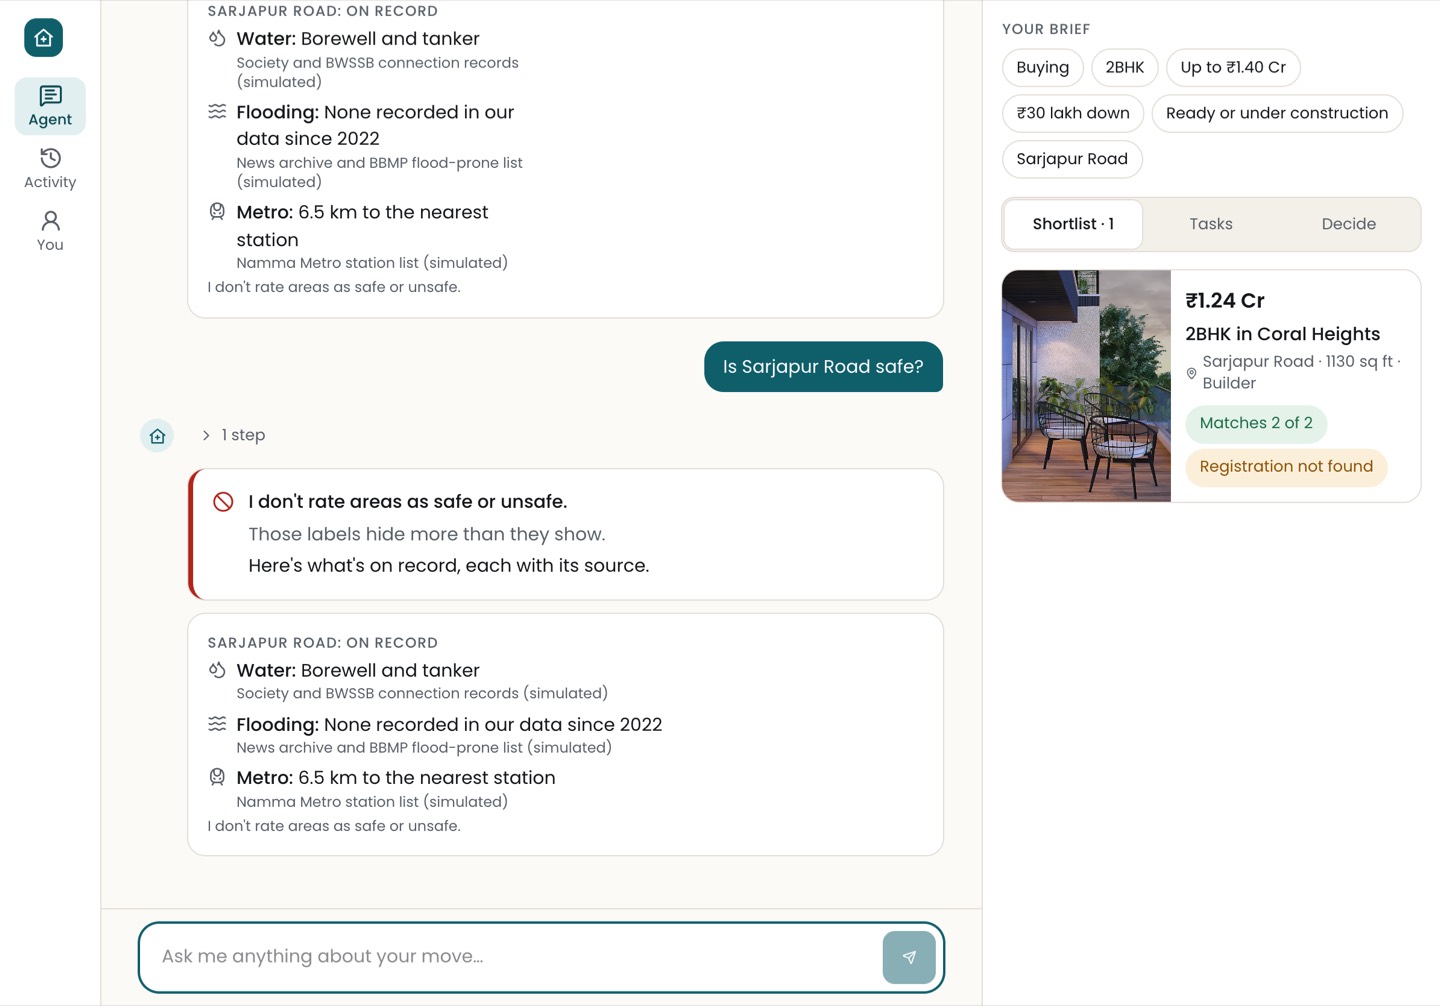 Agent
Activity
You
SARJAPUR ROAD: ON RECORD
Water: Borewell and tanker
Society and BWSSB connection records
(simulated)
Flooding: None recorded in our
data since 2022
News archive and BBMP flood-prone list
(simulated)
Metro: 6.5 km to the nearest
station
Namma Metro station list (simulated)
I don't rate areas as safe or unsafe.
Is Sarjapur Road safe?
1 step
I don't rate areas as safe or unsafe.
Those labels hide more than they show.
Here's what's on record, each with its source.
SARJAPUR ROAD: ON RECORD
Water: Borewell and tanker
Society and BWSSB connection records (simulated)
Flooding: None recorded in our data since 2022
News archive and BBMP flood-prone list (simulated)
Metro: 6.5 km to the nearest station
Namma Metro station list (simulated)
I don't rate areas as safe or unsafe.
Ask me anything about your move...
YOUR BRIEF
Buying
2BHK
Up to ₹1.40 Cr
₹30 lakh down
Ready or under construction
Sarjapur Road
Shortlist · 1
Tasks
Decide
₹1.24 Cr
2BHK in Coral Heights
Sarjapur Road · 1130 sq ft ·
Builder
Matches 2 of 2
Registration not found